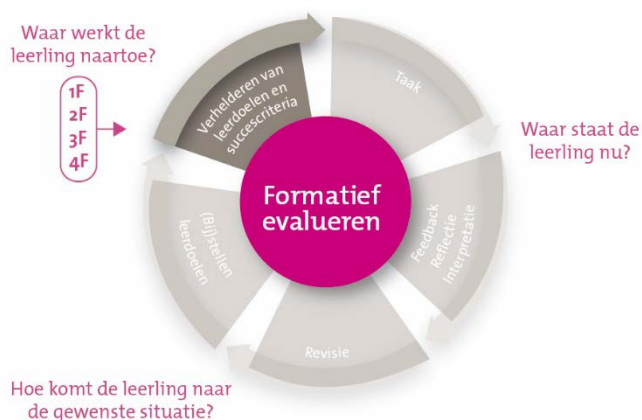 Waar werkt de
leerling naartoe?
1F
2F
3F
4F
Verhelderen van
leerdoelen en
succescriteria
Taak
Waar staat de
leerling nu?
Formatief
evalueren
Feedback
Reflectie
Interpretatie
(Bij)stellen
leerdoelen
Revisie
Hoe komt de leerling naar
de gewenste situatie?